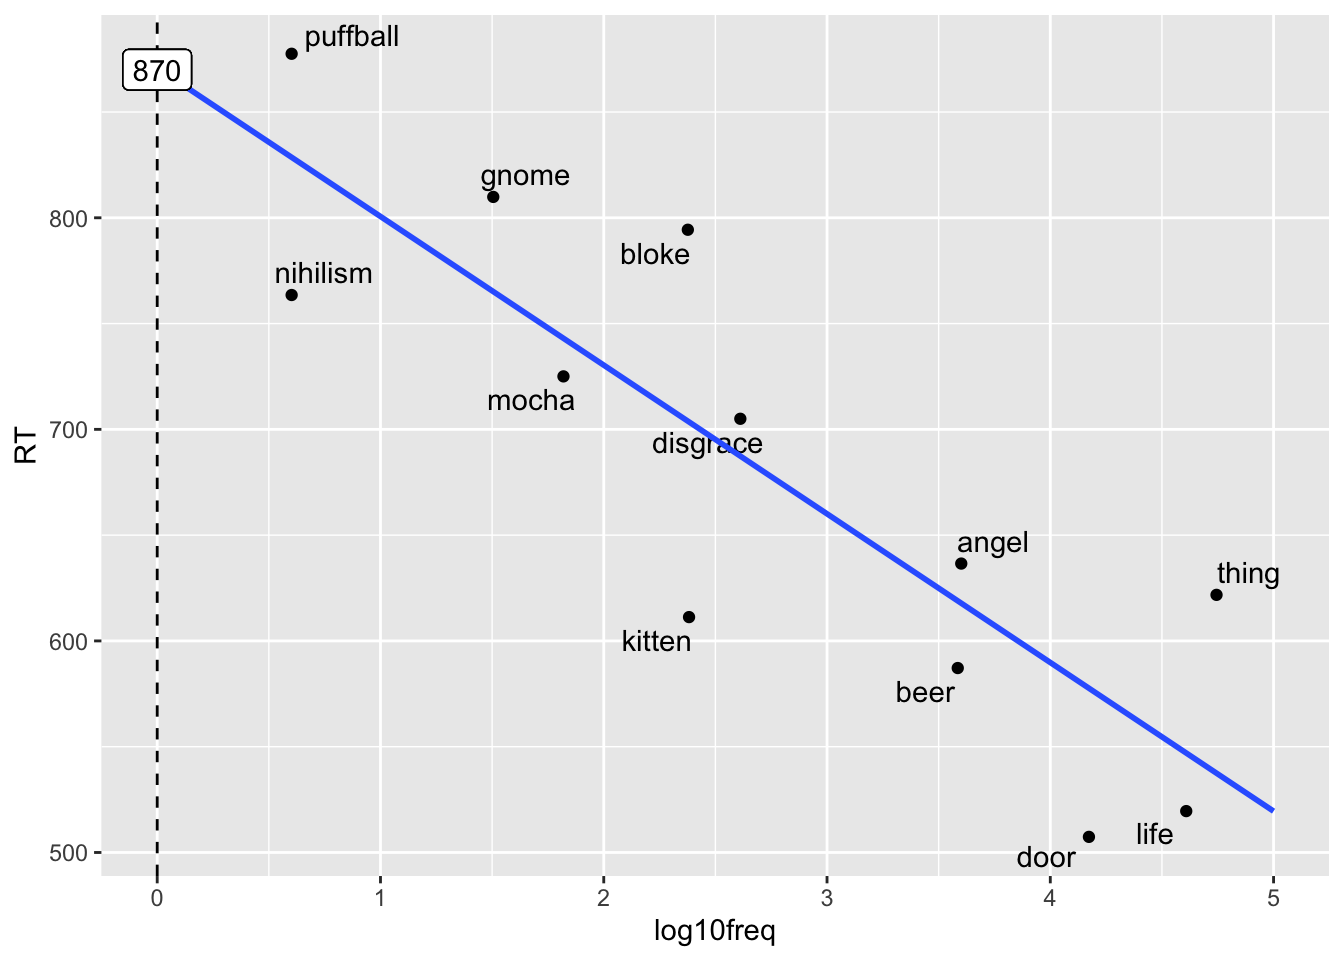 puffball
870
gnome
800
bloke
nihilism
mocha
700
disgrace
RT
angel
thing
600
kitten
beer
life
500
door
0 1 2 3 4 5
log10freq